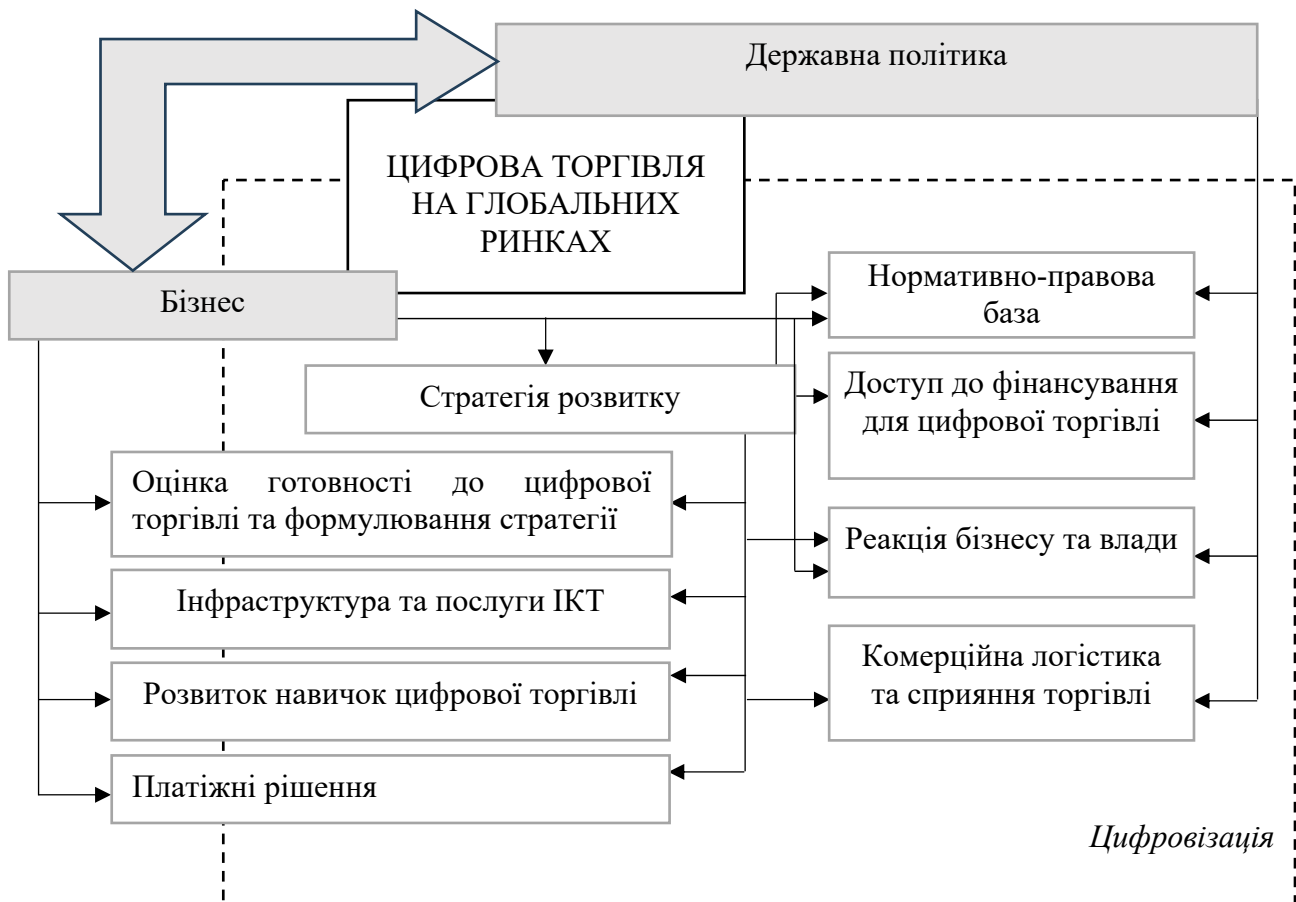 Державна політика
ЦИФРОВА ТОРГІВЛЯ
НА ГЛОБАЛЬНИХ
РИНКАХ
Бізнес
Нормативно-правова
база
Стратегія розвитку
Доступ до фінансування
для цифрової торгівлі
Оцінка готовності до цифрової
торгівлі та формулювання стратегії
Реакція бізнесу та влади
Інфраструктура та послуги ІКТ
Комерційна логістика
та сприяння торгівлі
Розвиток навичок цифрової торгівлі
Платіжні рішення
Цифровізація